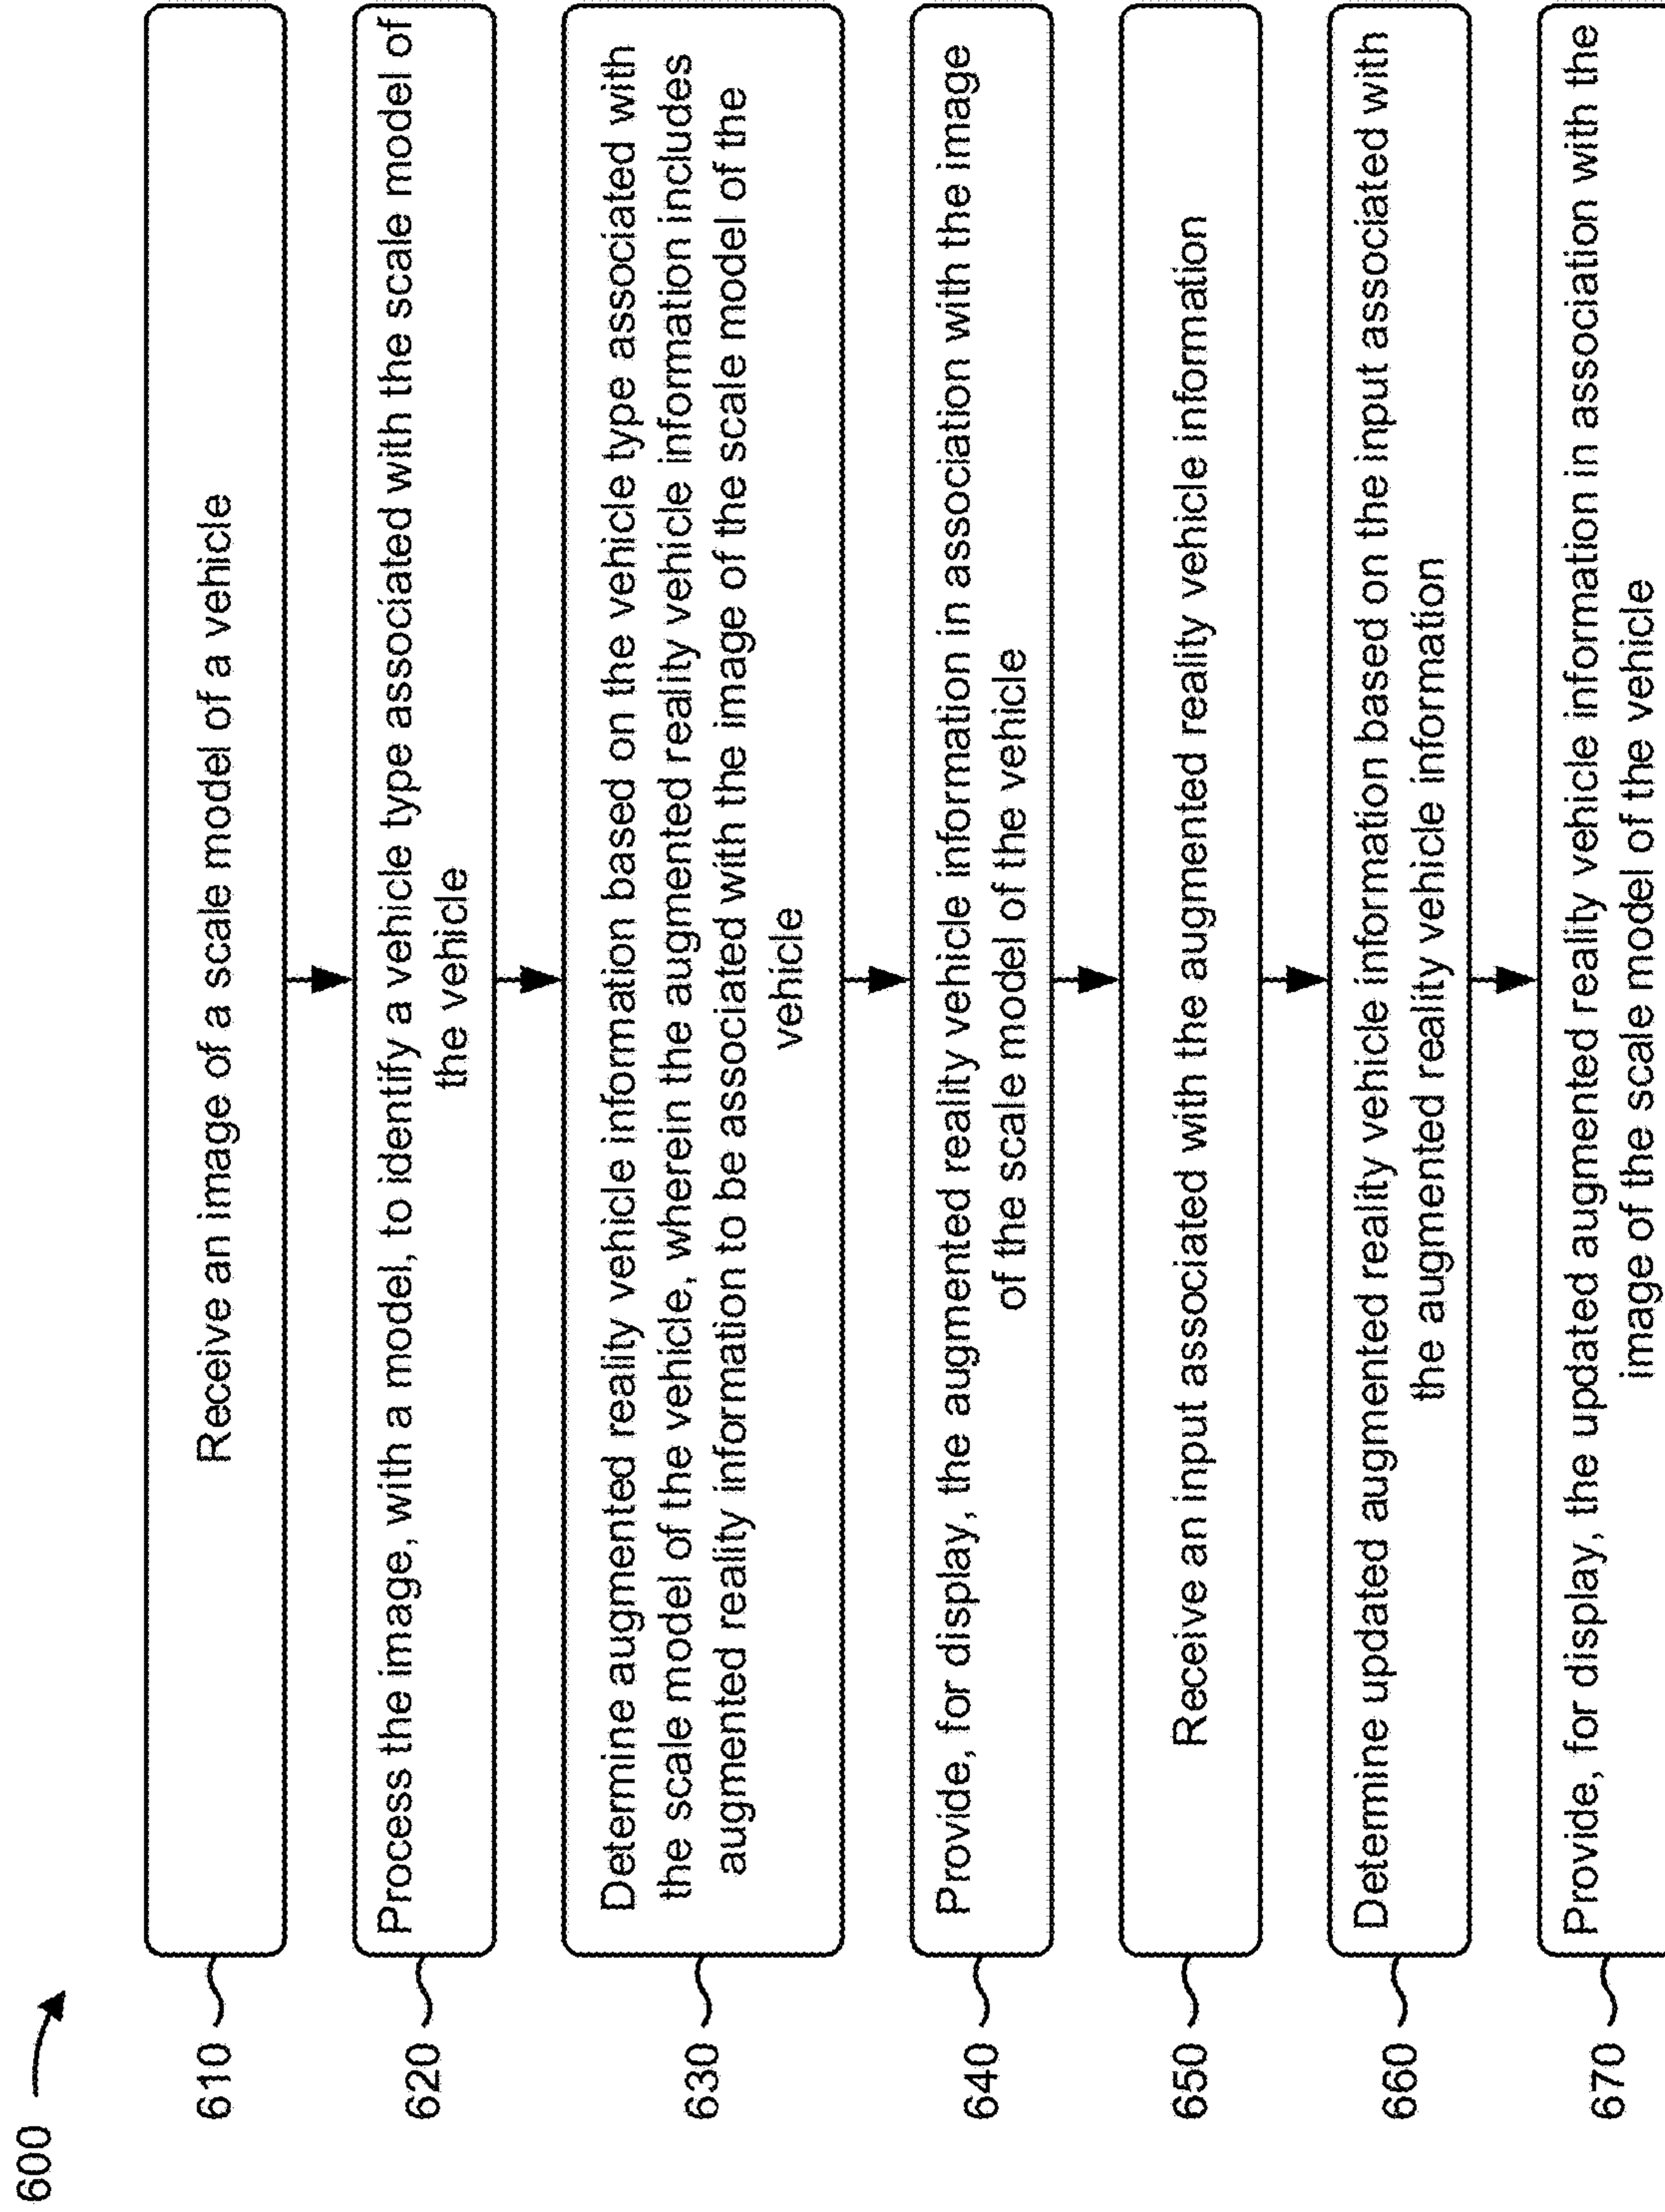 600
610
Receive an image of a scale model of a vehicle
620
Process the image, with a model, to identify a vehicle type associated with the scale model of
the vehicle
630
Determine augmented reality vehicle information based on the vehicle type associated with
the scale model of the vehicle, wherein the augmented reality vehicle information includes
augmented reality information to be associated with the image of the scale model of the
vehicle
640
Provide, for display, the augmented reality vehicle information in association with the image
of the scale model of the vehicle
650
Receive an input associated with the augmented reality vehicle information
660
Determine updated augmented reality vehicle information based on the input associated with
the augmented reality vehicle information
670
Provide, for display, the updated augmented reality vehicle information in association with the
image of the scale model of the vehicle